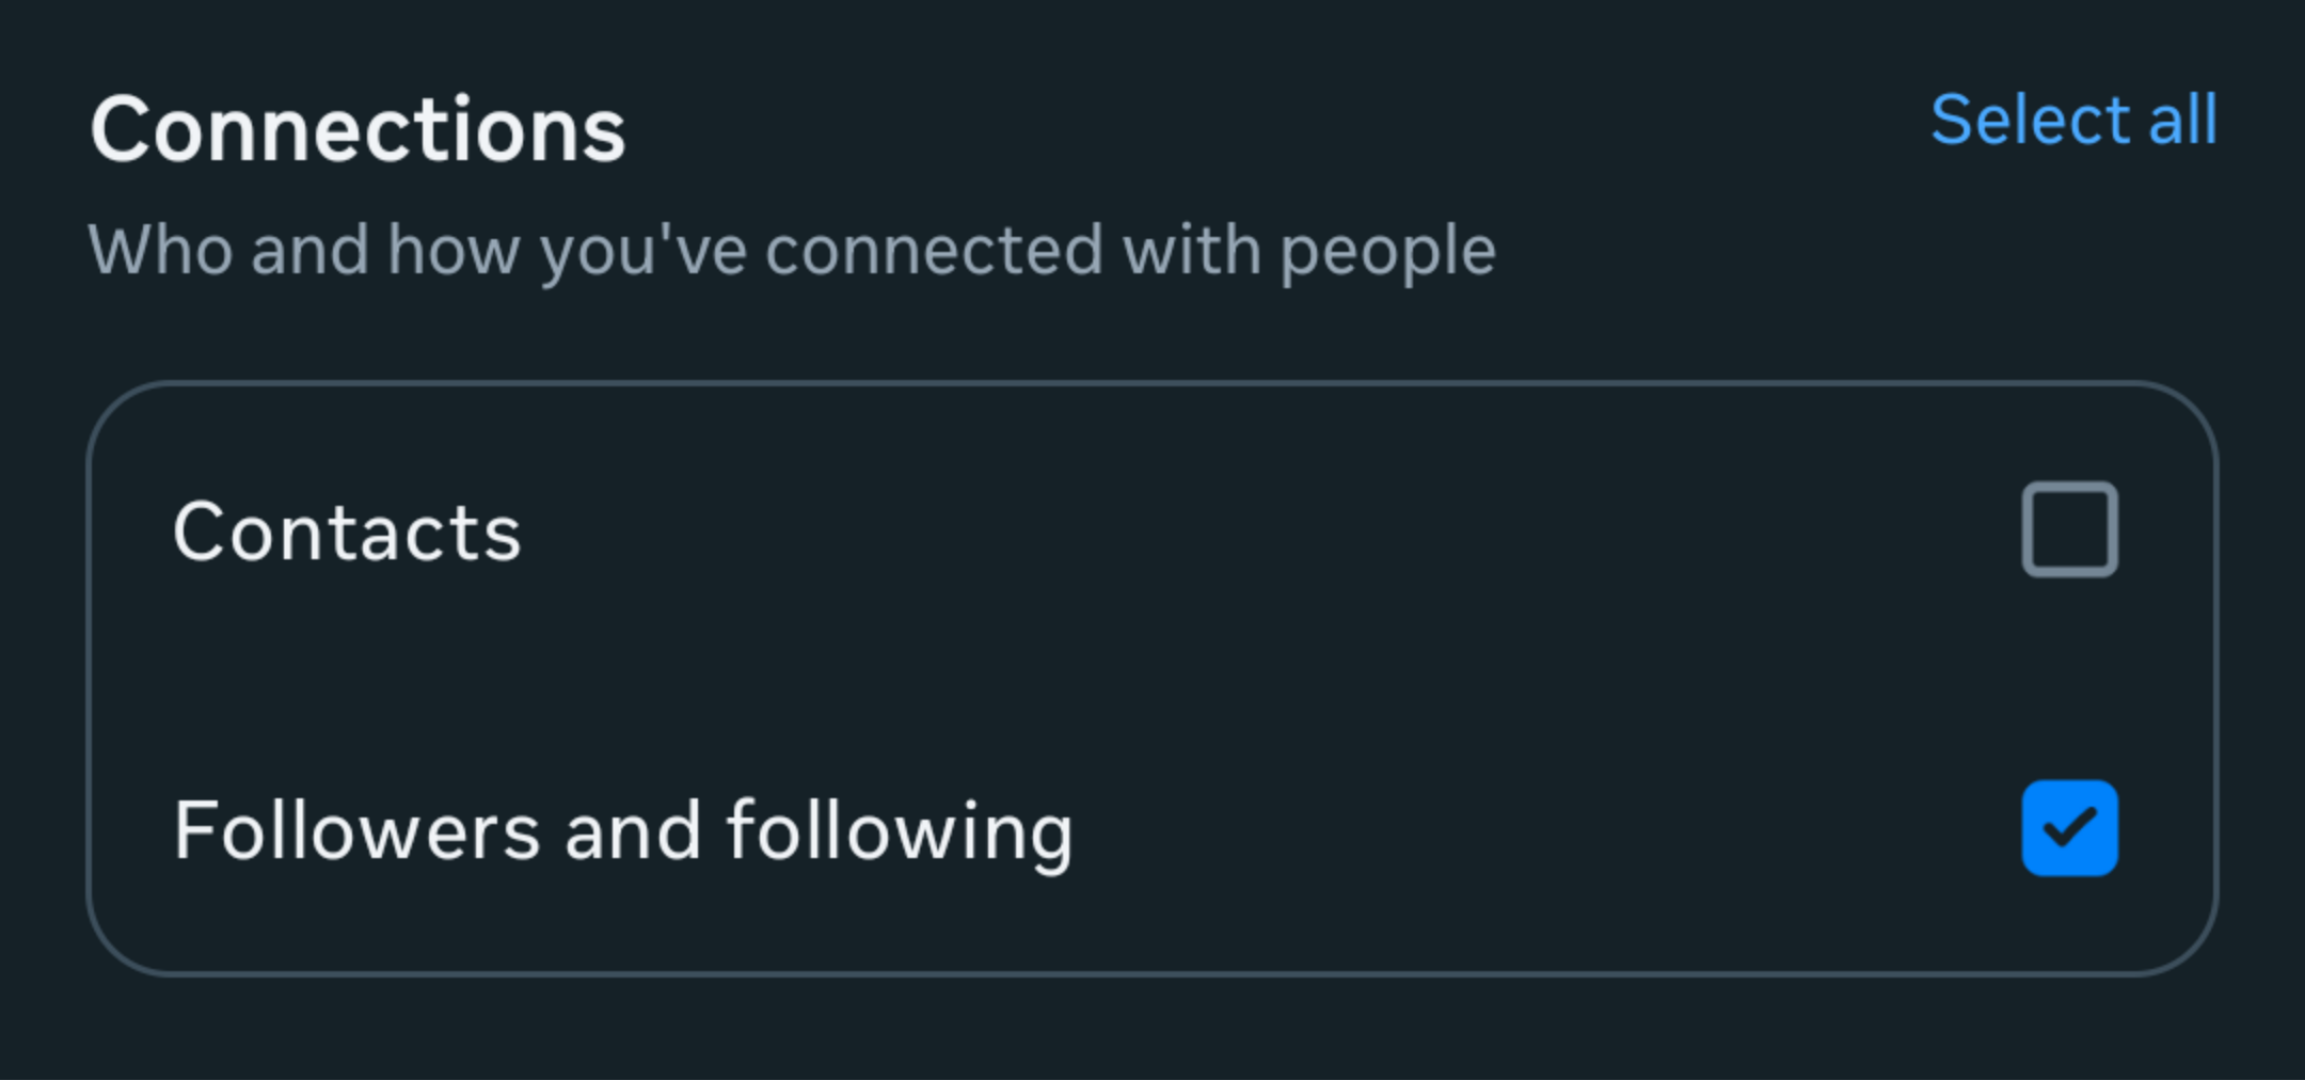 Connections
Select all
Who and how you've connected with people
Contacts
Followers and following